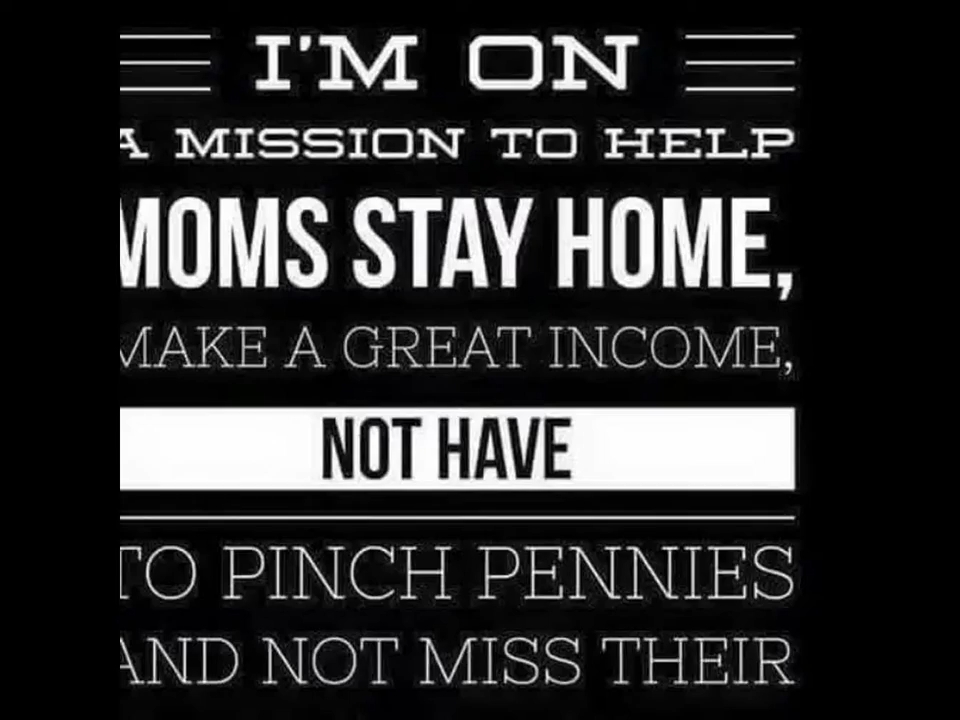 I'M ON
A MISSION TO HELP
MOMS STAY HOME,
MAKE A GREAT INCOME,
NOT HAVE
TO PINCH PENNIES
AND NOT MISS THEIR